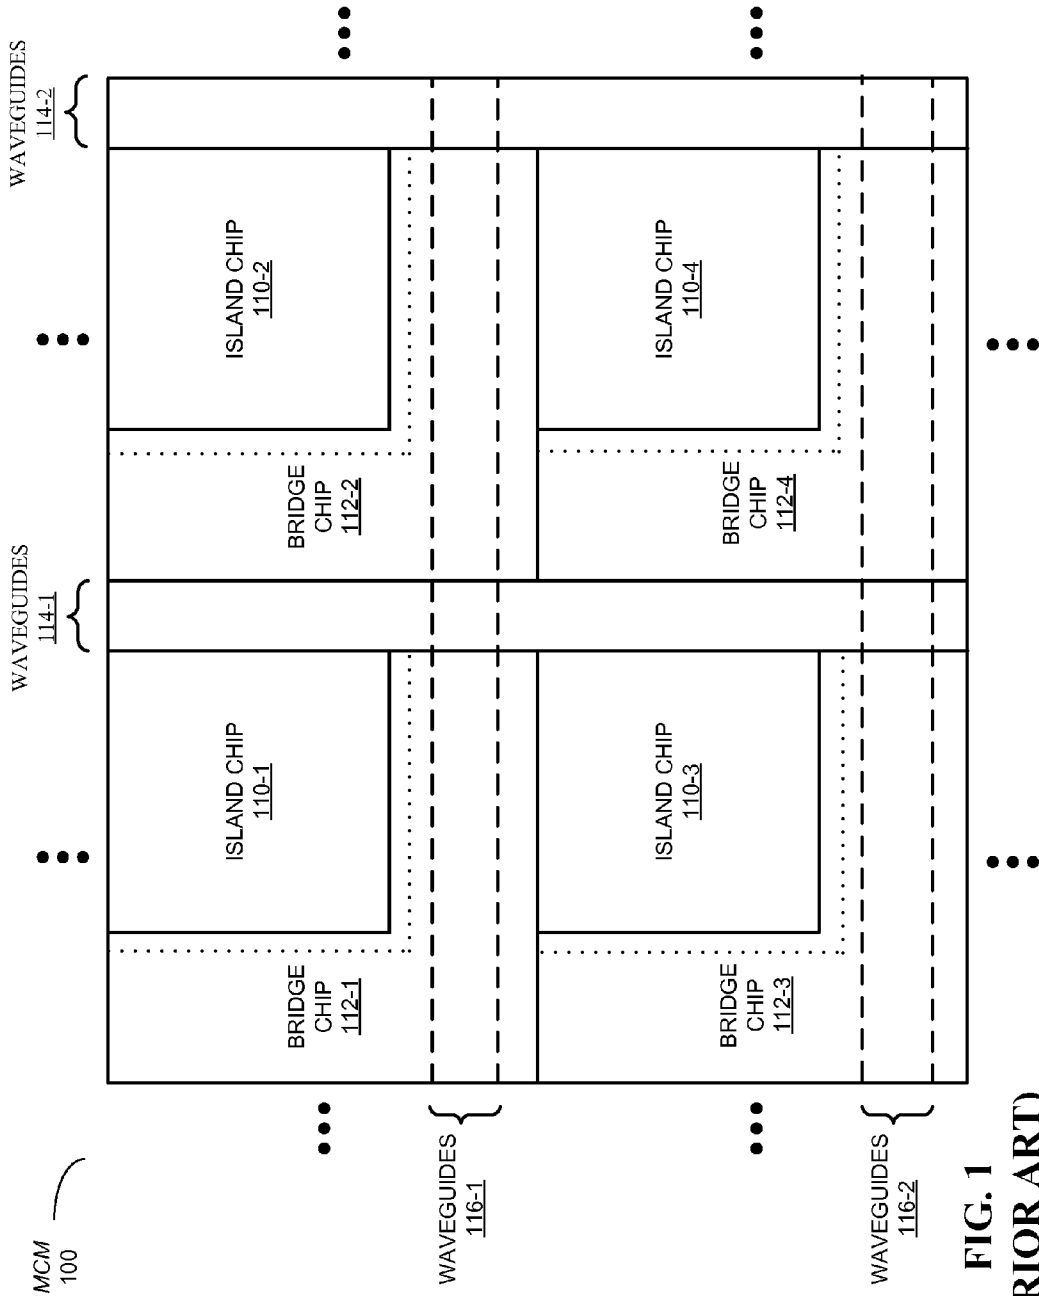 MCM
100
WAVEGUIDES
114-1
WAVEGUIDES
114-2
ISLAND CHIP
110-1
ISLAND CHIP
110-2
BRIDGE
CHIP
112-1
BRIDGE
CHIP
112-2
WAVEGUIDES
116-1
ISLAND CHIP
110-3
ISLAND CHIP
110-4
BRIDGE
CHIP
112-3
BRIDGE
CHIP
112-4
WAVEGUIDES
116-2
FIG. 1
RIOR ART)